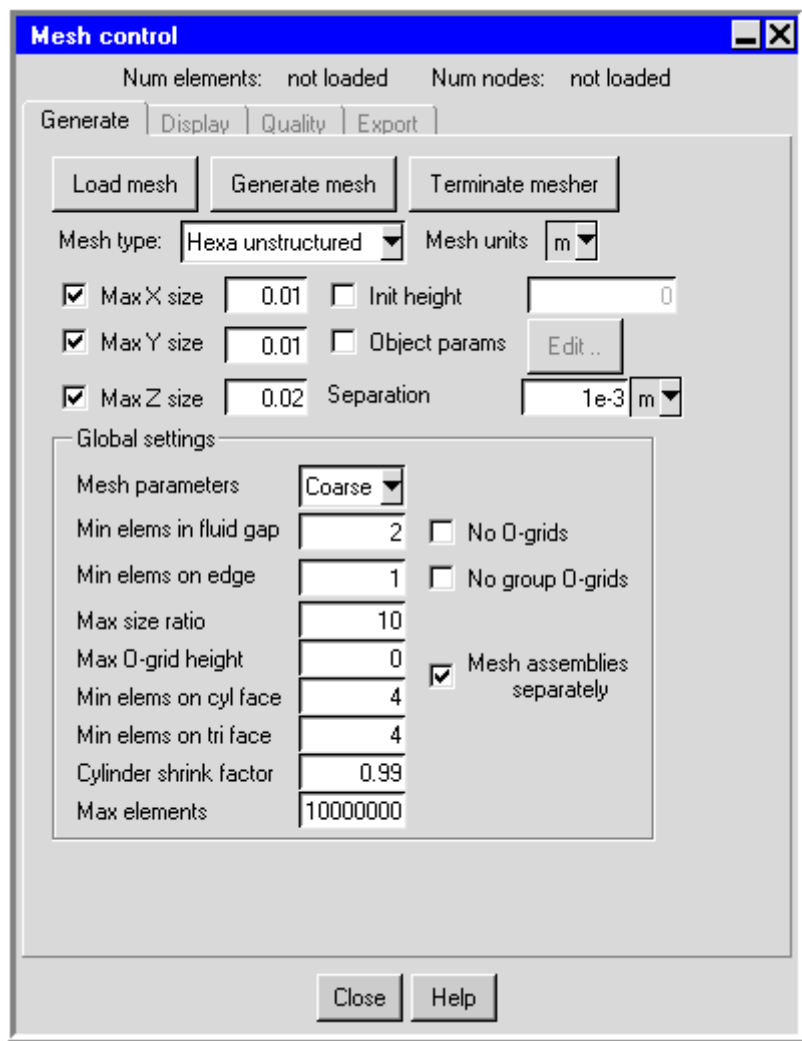 Mesh control
Num elements: not loaded Num nodes: not loaded
Generate Display Quality Export
Load mesh Generate mesh Terminate mesher
Mesh type: Hexa unstructured Mesh units m
Max X size 0.01 Init height 0
Max Y size 0.01 Object params Edit ..
Max Z size 0.02 Separation 1e-3 m
Global settings
Mesh parameters Coarse
Min elems in fluid gap 2 No O-grids
Min elems on edge 1 No group O-grids
Max size ratio 10
Max O-grid height 0 Mesh assemblies
separately
Min elems on cyl face 4
Min elems on tri face 4
Cylinder shrink factor 0.99
Max elements 10000000
Close Help